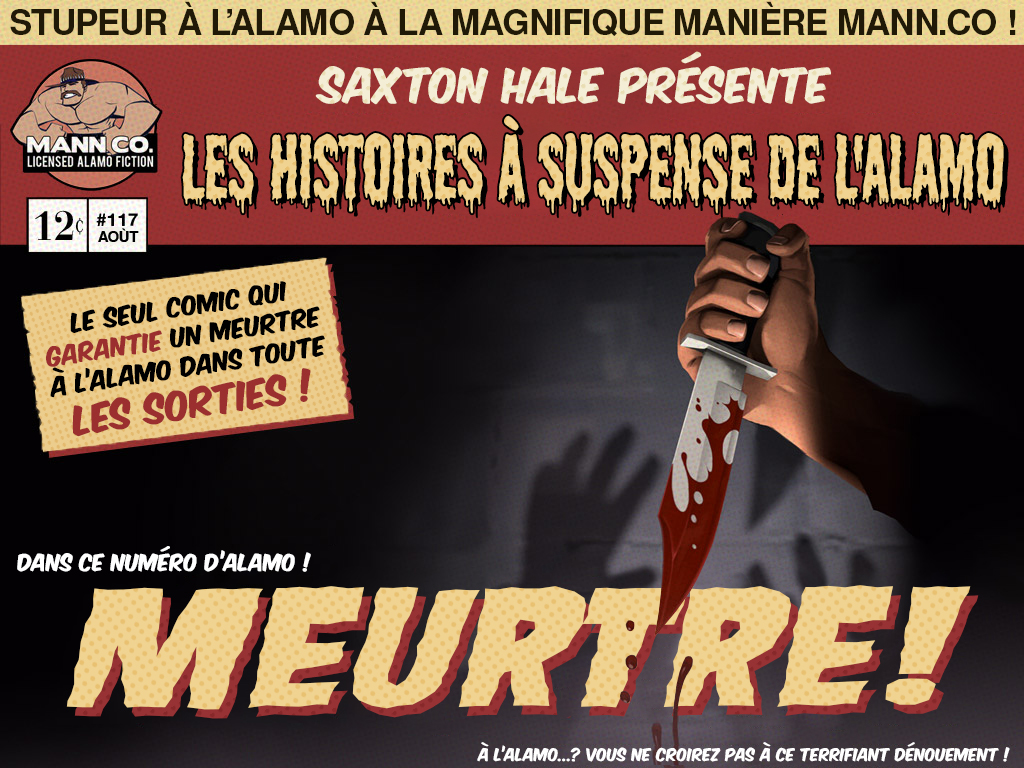 STUPEUR À L'ALAMO À LA MAGNIFIQUE MANIÈRE MANN.CO !
SAXTON HALE PRÉSENTE
LES HISTOIRES À SUSPENSE DE L'ALAMO
MANN CO.
LICENSED ALAMO FICTION
12¢
#117
AOÙT
LE SEUL COMIC QUI
GARANTIE UN MEURTRE
À L'ALAMO DANS TOUTE
LES SORTIES !
DANS CE NUMÉRO D'ALAMO !
MEURTRE!
À L'ALAMO...? VOUS NE CROIREZ PAS À CE TERRIFIANT DÉNOUEMENT !